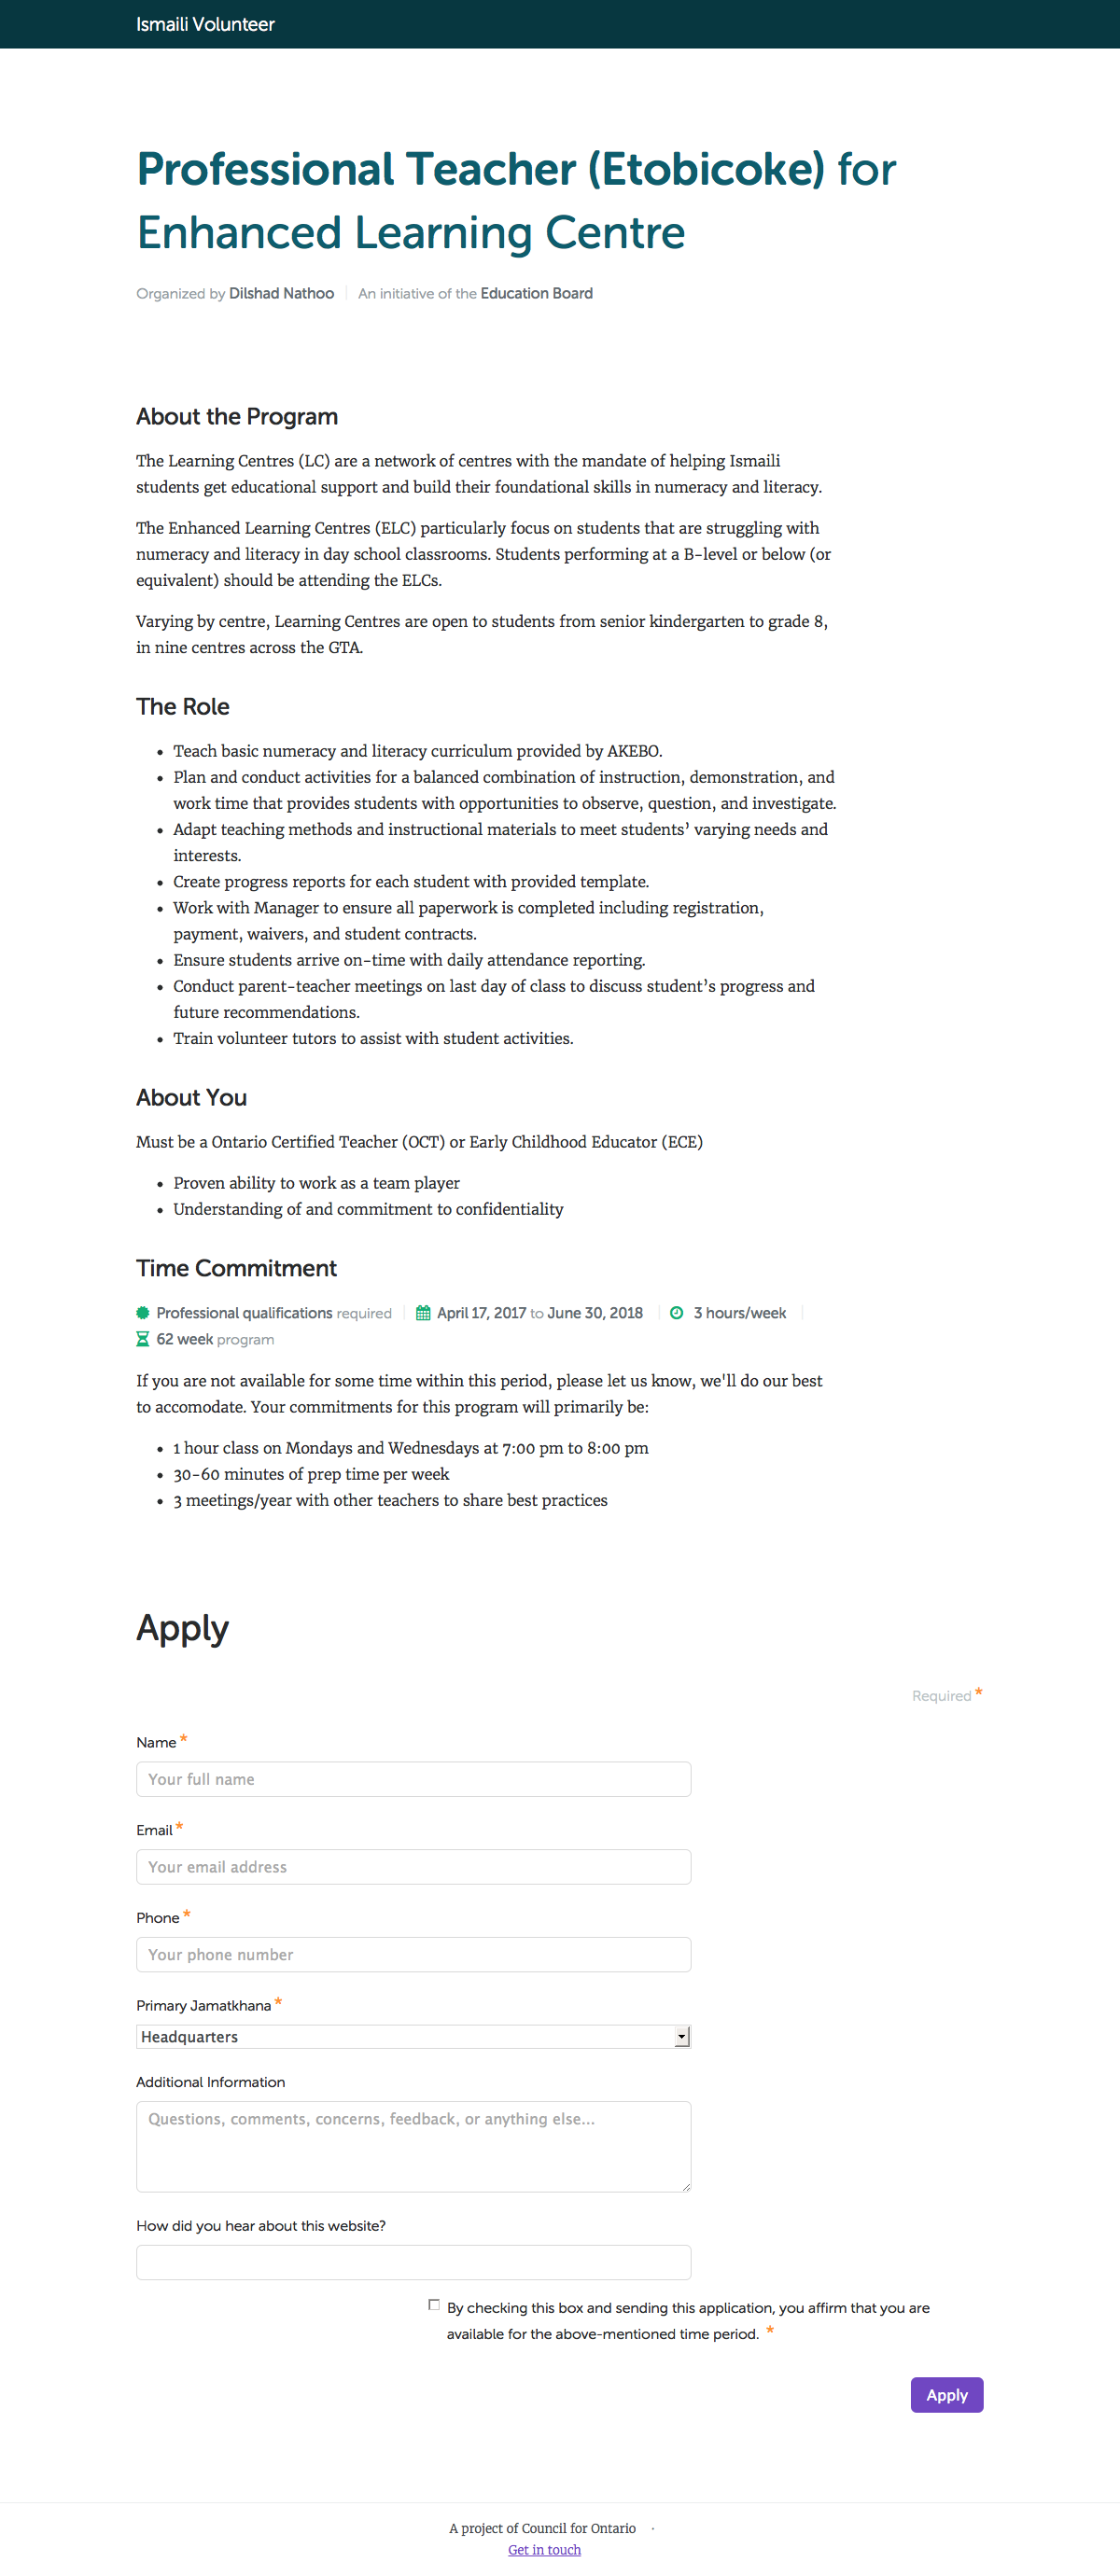 Ismaili Volunteer
Professional Teacher (Etobicoke) for
Enhanced Learning Centre
Organized by Dilshad Nathoo | An initiative of the Education Board
About the Program
The Learning Centres (LC) are a network of centres with the mandate of helping Ismaili
students get educational support and build their foundational skills in numeracy and literacy.
The Enhanced Learning Centres (ELC) particularly focus on students that are struggling with
numeracy and literacy in day school classrooms. Students performing at a B-level or below (or
equivalent) should be attending the ELCs.
Varying by centre, Learning Centres are open to students from senior kindergarten to grade 8,
in nine centres across the GTA.
The Role
• Teach basic numeracy and literacy curriculum provided by AKEBO.
• Plan and conduct activities for a balanced combination of instruction, demonstration, and
work time that provides students with opportunities to observe, question, and investigate.
• Adapt teaching methods and instructional materials to meet students’ varying needs and
interests.
• Create progress reports for each student with provided template.
• Work with Manager to ensure all paperwork is completed including registration,
payment, waivers, and student contracts.
• Ensure students arrive on-time with daily attendance reporting.
• Conduct parent-teacher meetings on last day of class to discuss student’s progress and
future recommendations.
• Train volunteer tutors to assist with student activities.
About You
Must be a Ontario Certified Teacher (OCT) or Early Childhood Educator (ECE)
• Proven ability to work as a team player
• Understanding of and commitment to confidentiality
Time Commitment
Professional qualifications required | April 17, 2017 to June 30, 2018 | 3 hours/week |
62 week program
If you are not available for some time within this period, please let us know, we'll do our best
to accomodate. Your commitments for this program will primarily be:
• 1 hour class on Mondays and Wednesdays at 7:00 pm to 8:00 pm
• 30-60 minutes of prep time per week
• 3 meetings/year with other teachers to share best practices
Apply
Required *
Name *
Your full name
Email *
Your email address
Phone *
Your phone number
Primary Jamatkhana *
Headquarters
Additional Information
Questions, comments, concerns, feedback, or anything else...
How did you hear about this website?
By checking this box and sending this application, you affirm that you are
available for the above-mentioned time period. *
Apply
A project of Council for Ontario ·
Get in touch